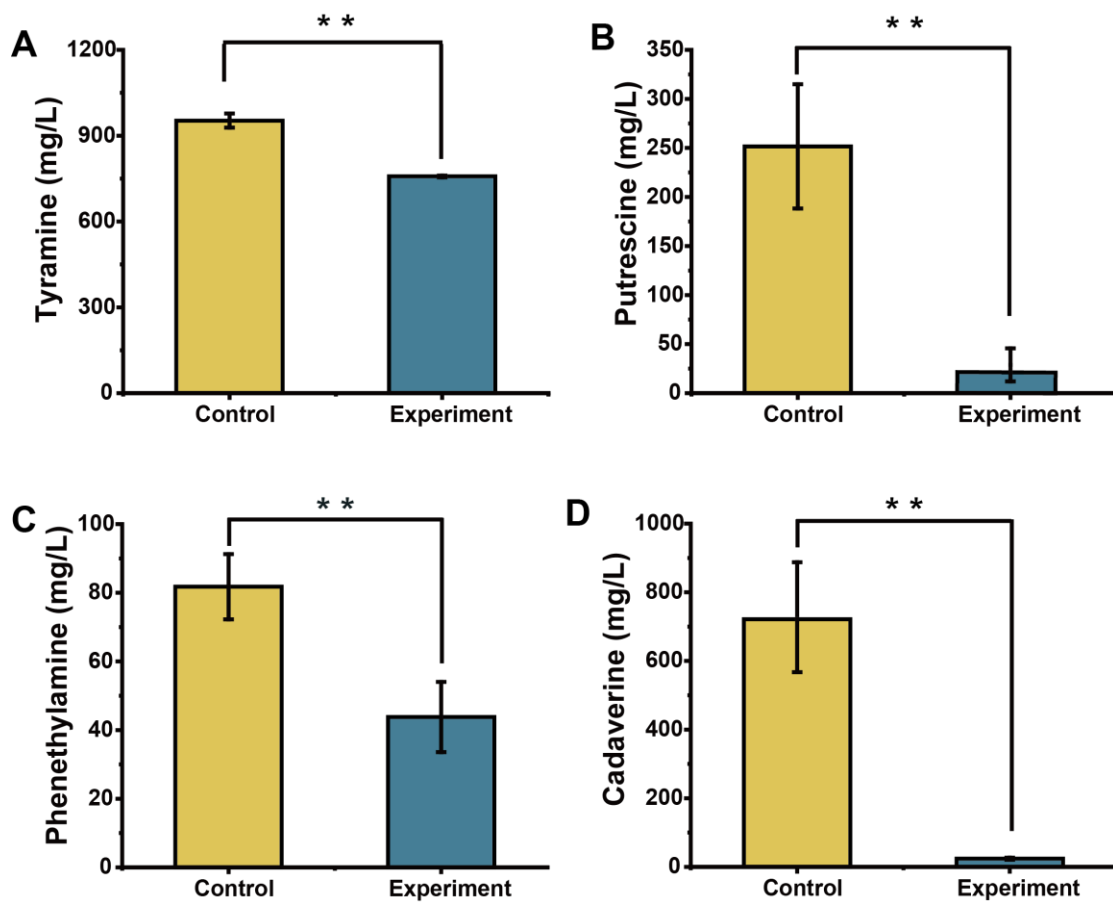 A
Tyramine (mg/L)
* *
1200
900
600
300
0
Control Experiment
B
Putrescine (mg/L)
* *
350
300
250
200
150
100
50
0
Control Experiment
C
Phenethylamine (mg/L)
* *
100
80
60
40
20
0
Control Experiment
D
Cadaverine (mg/L)
* *
1000
800
600
400
200
0
Control Experiment